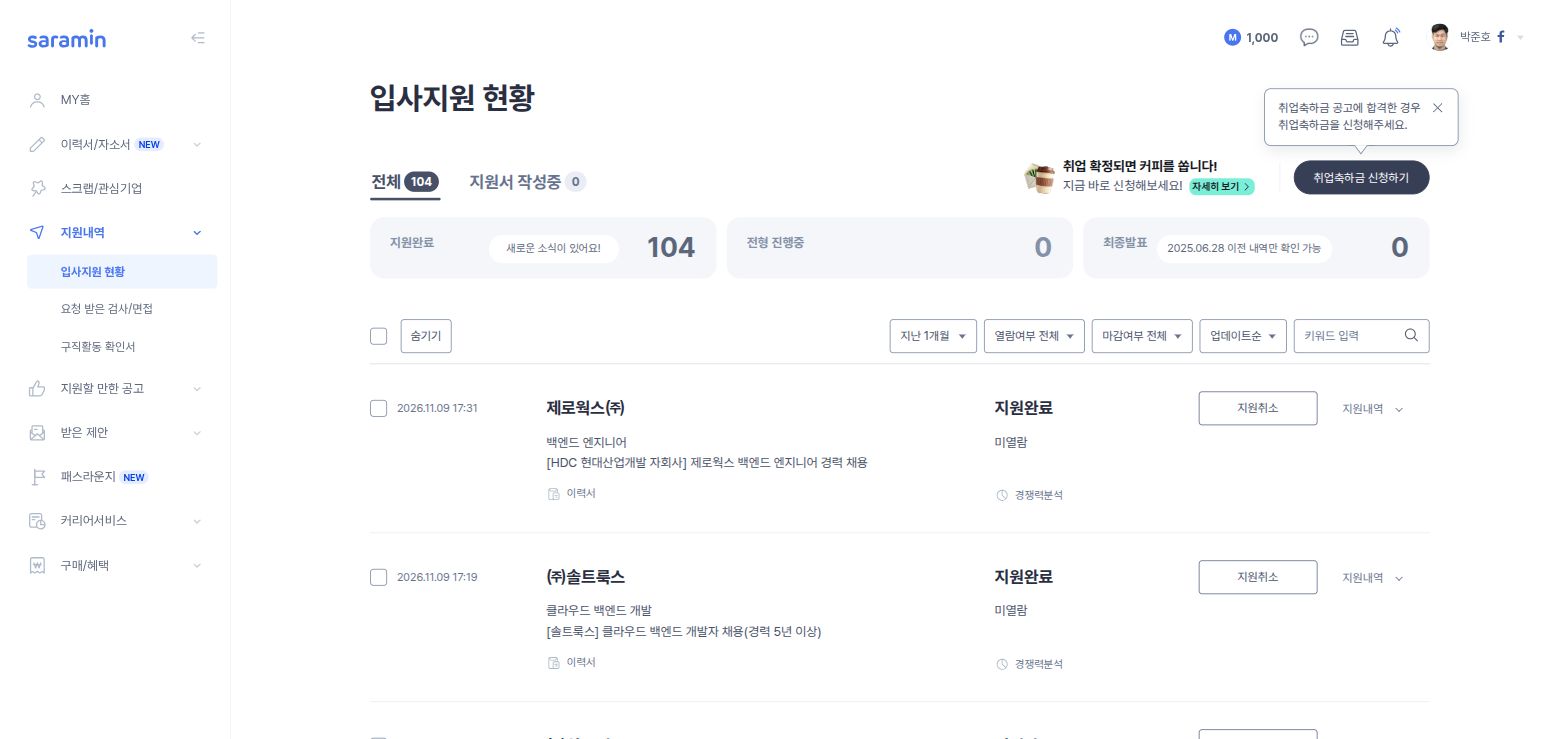 saramin
M 1,000
박준호 f
MY홈
이력서/자소서 NEW
스크랩/관심기업
지원내역
입사지원 현황
요청 받은 검사/면접
구직활동 확인서
지원할 만한 공고
받은 제안
패스라운지 NEW
커리어서비스
구매/혜택
입사지원 현황
취업축하금 공고에 합격한 경우
취업축하금을 신청해주세요.
전체 104 지원서 작성중 0
취업 확정되면 커피를 쏩니다!
지금 바로 신청해보세요! 자세히 보기
취업축하금 신청하기
지원완료 새로운 소식이 있어요! 104
전형 진행중 0
최종발표 2025.06.28 이전 내역만 확인 가능 0
숨기기 지난 1개월 열람여부 전체 마감여부 전체 업데이트순 키워드 입력
2026.11.09 17:31 제로웍스㈜ 지원완료 지원취소 지원내역
백엔드 엔지니어 미열람
[HDC 현대산업개발 자회사] 제로웍스 백엔드 엔지니어 경력 채용
이력서 경쟁력분석
2026.11.09 17:19 ㈜솔트룩스 지원완료 지원취소 지원내역
클라우드 백엔드 개발 미열람
[솔트룩스] 클라우드 백엔드 개발자 채용(경력 5년 이상)
이력서 경쟁력분석